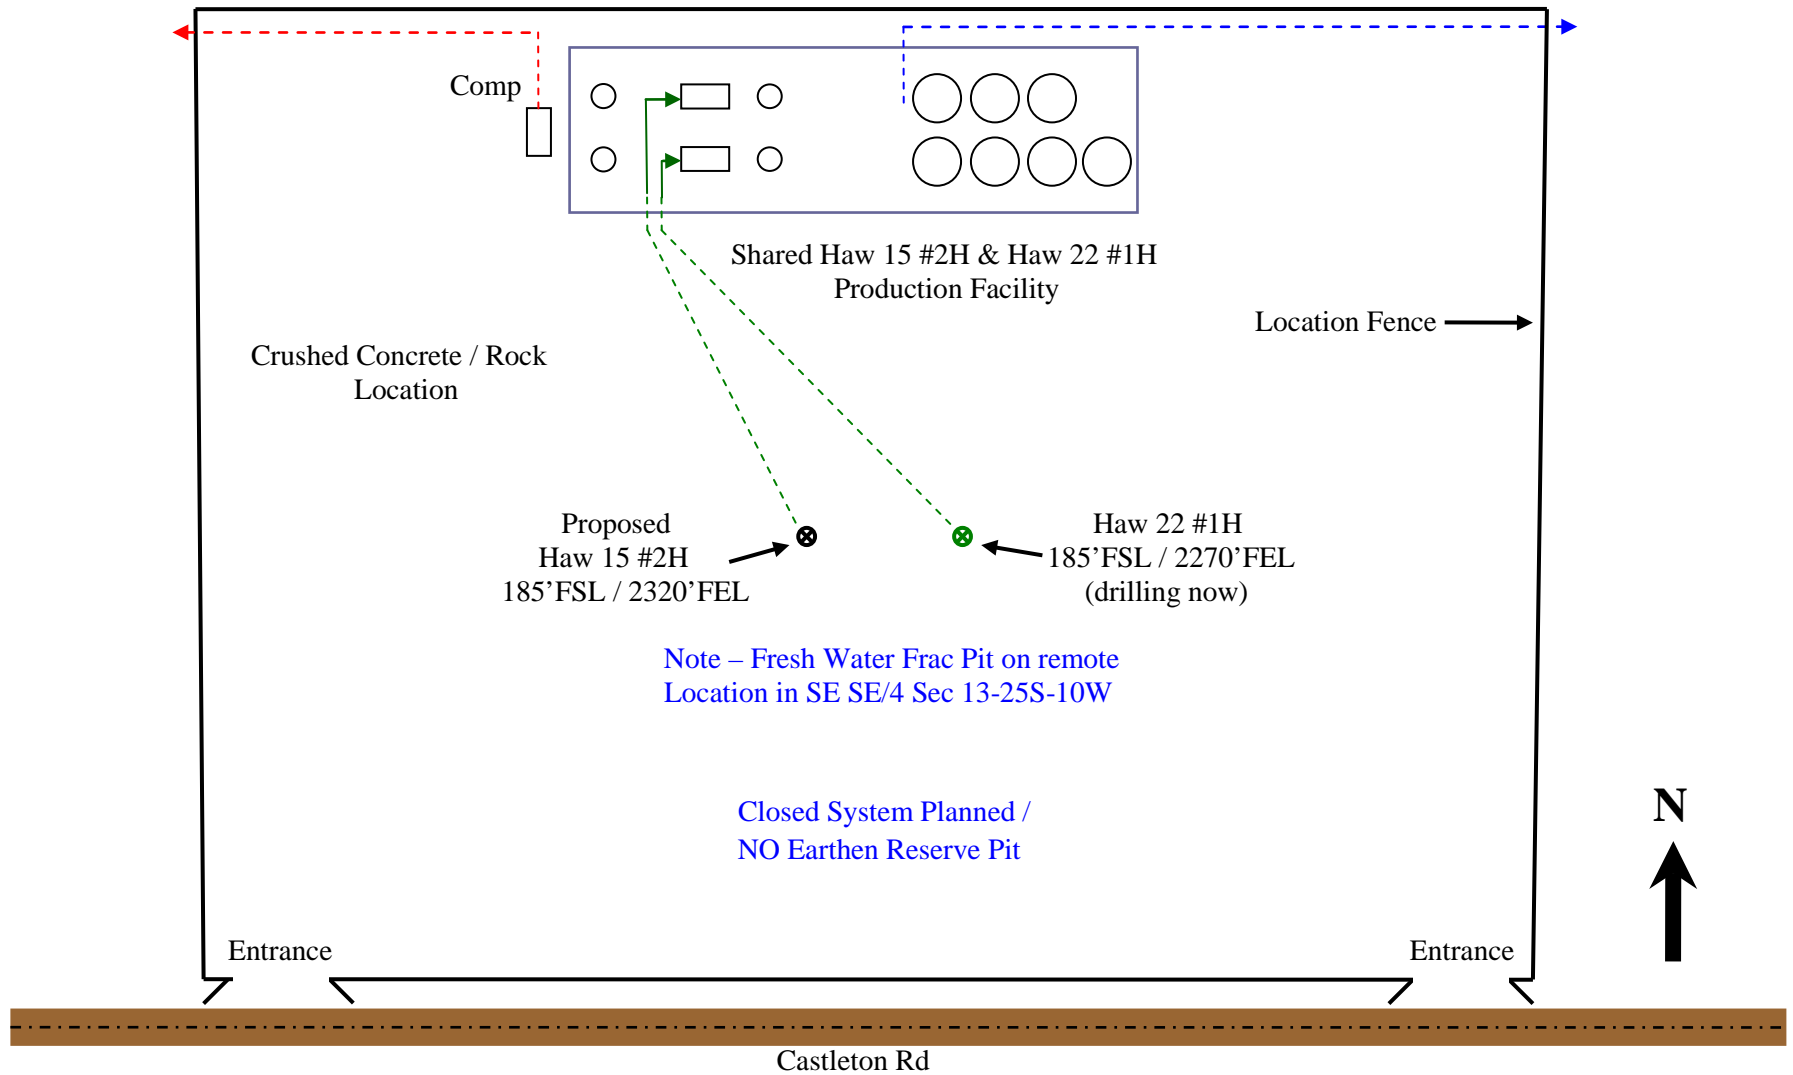 Comp
Shared Haw 15 #2H & Haw 22 #1H
Production Facility
Location Fence
Crushed Concrete / Rock
Location
Proposed
Haw 15 #2H
185’FSL / 2320’FEL
Haw 22 #1H
185’FSL / 2270’FEL
(drilling now)
Note – Fresh Water Frac Pit on remote
Location in SE SE/4 Sec 13-25S-10W
Closed System Planned /
NO Earthen Reserve Pit
N
Entrance
Entrance
Castleton Rd